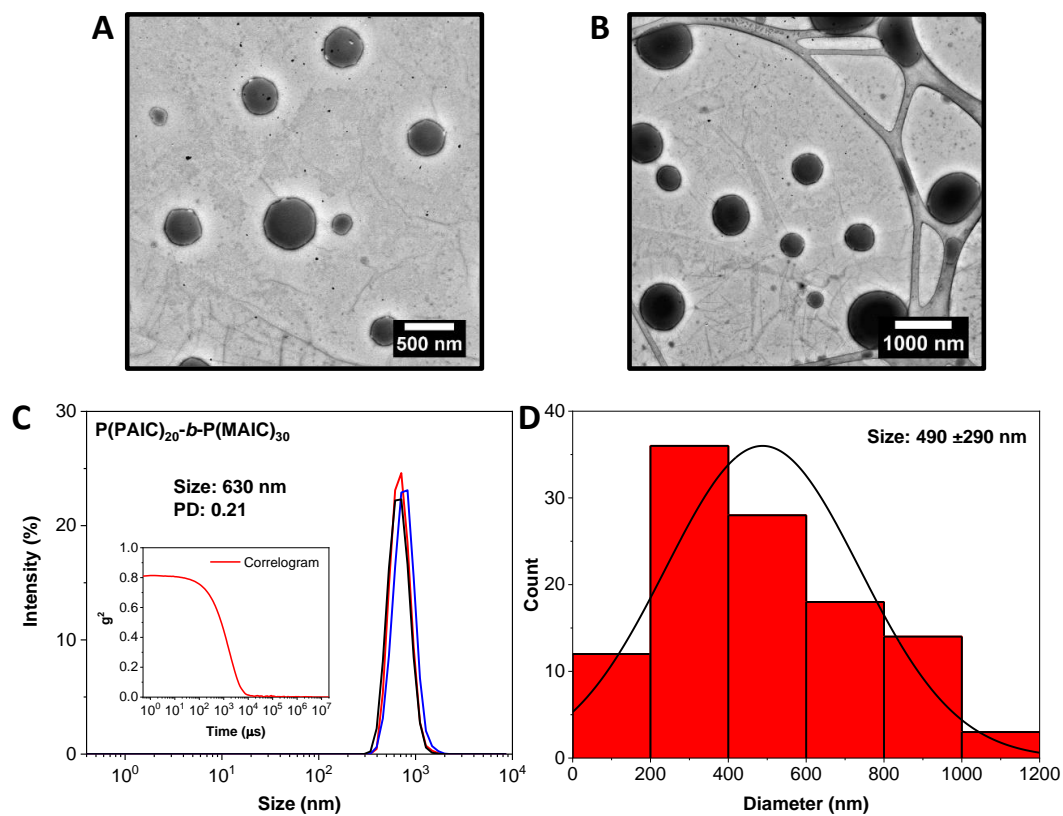 A
500 nm
B
1000 nm
C
P(PAIC)20-b-P(MAIC)30
Size: 630 nm
PD: 0.21
Correlogram
g2
1.0
0.8
0.6
0.4
0.2
0.0
10^0 10^1 10^2 10^3 10^4 10^5 10^6 10^7
Time (µs)
Intensity (%)
30
20
10
0
10^0 10^1 10^2 10^3 10^4
Size (nm)
D
Size: 490 ±290 nm
Count
40
30
20
10
0
0 200 400 600 800 1000 1200
Diameter (nm)